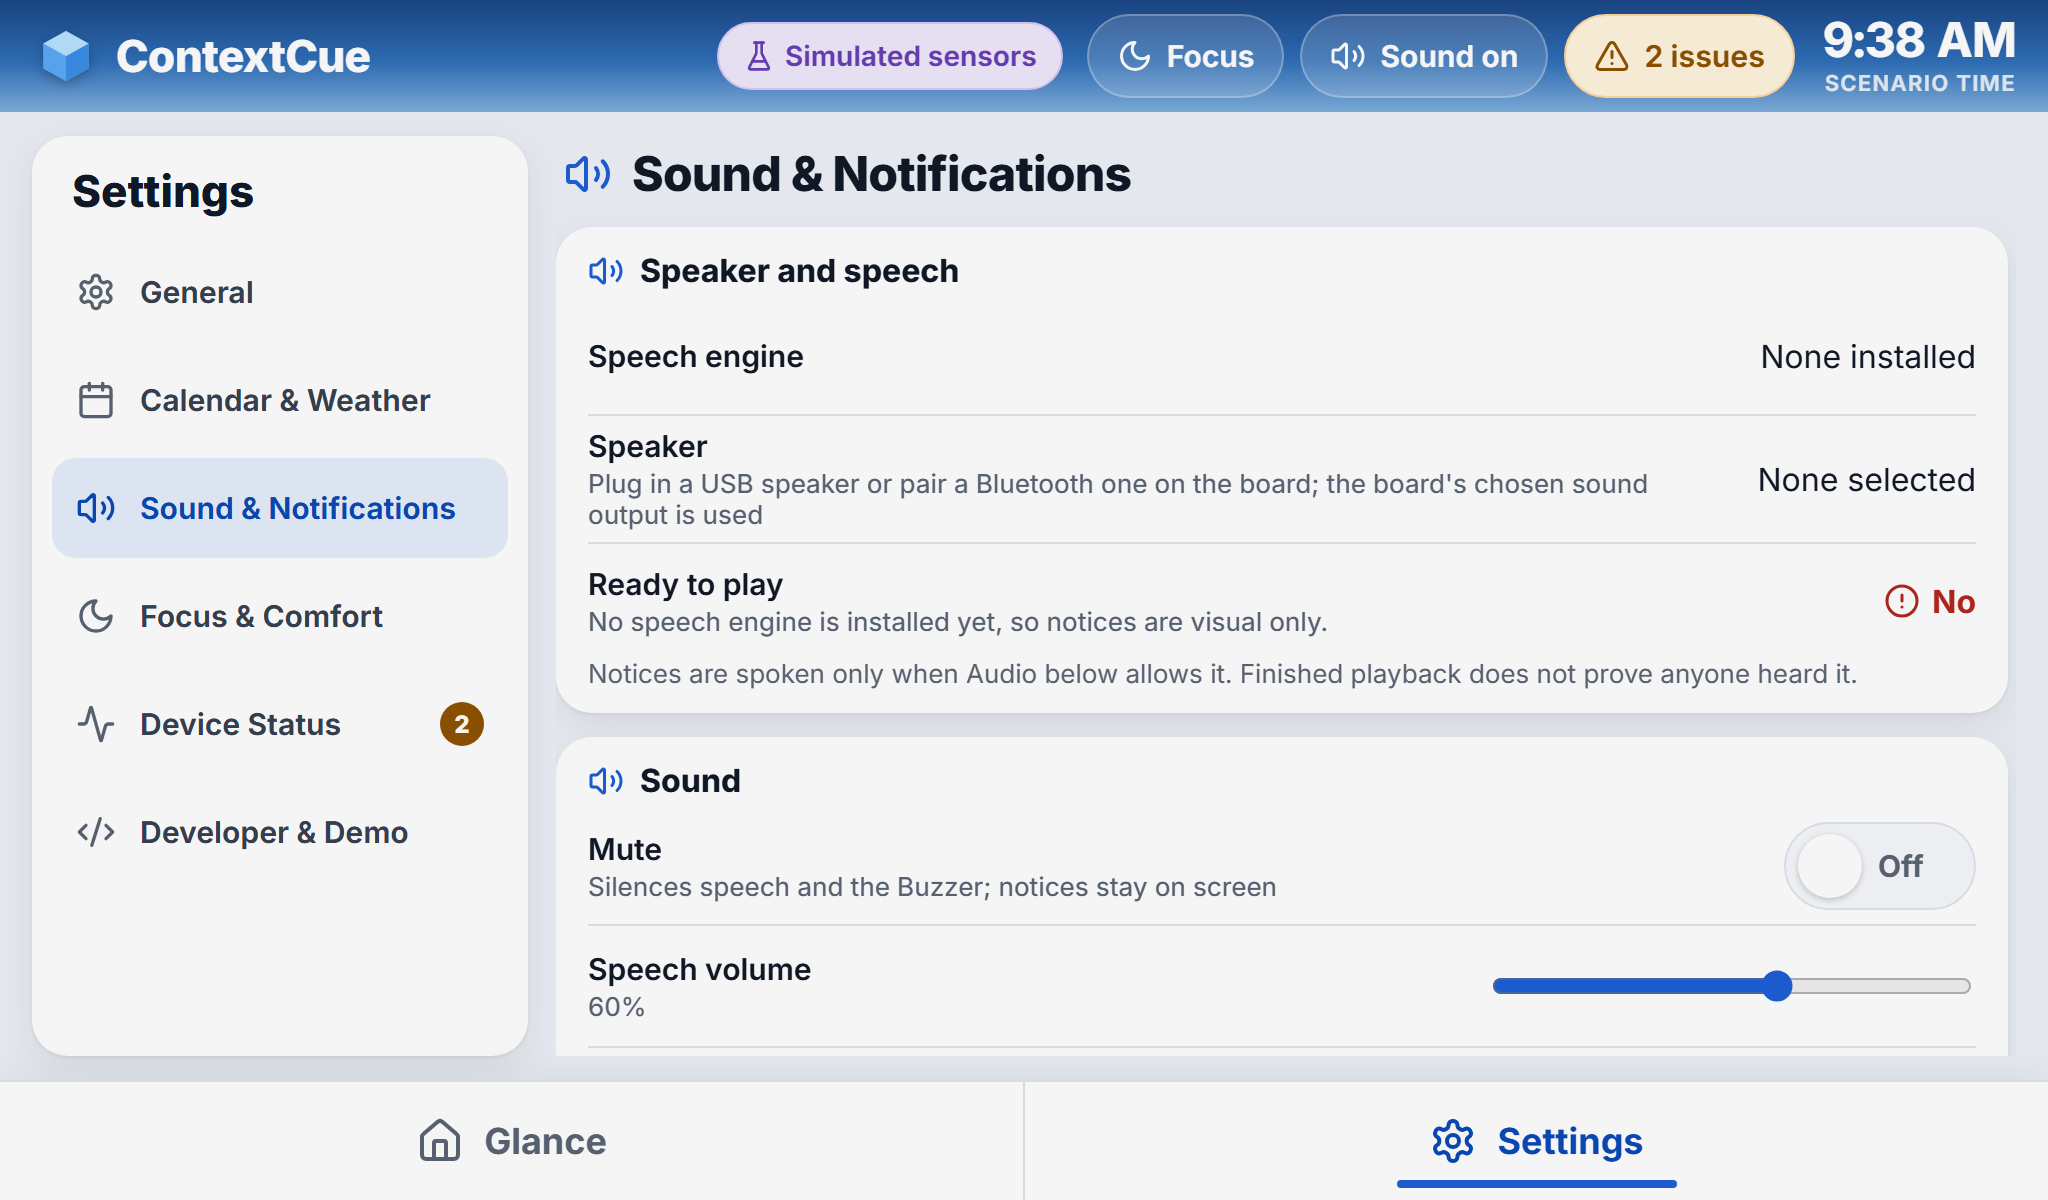 ContextCue
Simulated sensors
Focus
Sound on
2 issues
9:38 AM
SCENARIO TIME
Settings
General
Calendar & Weather
Sound & Notifications
Focus & Comfort
Device Status
2
Developer & Demo
Sound & Notifications
Speaker and speech
Speech engine
None installed
Speaker
Plug in a USB speaker or pair a Bluetooth one on the board; the board's chosen sound
output is used
None selected
Ready to play
No speech engine is installed yet, so notices are visual only.
No
Notices are spoken only when Audio below allows it. Finished playback does not prove anyone heard it.
Sound
Mute
Silences speech and the Buzzer; notices stay on screen
Off
Speech volume
60%
Glance
Settings